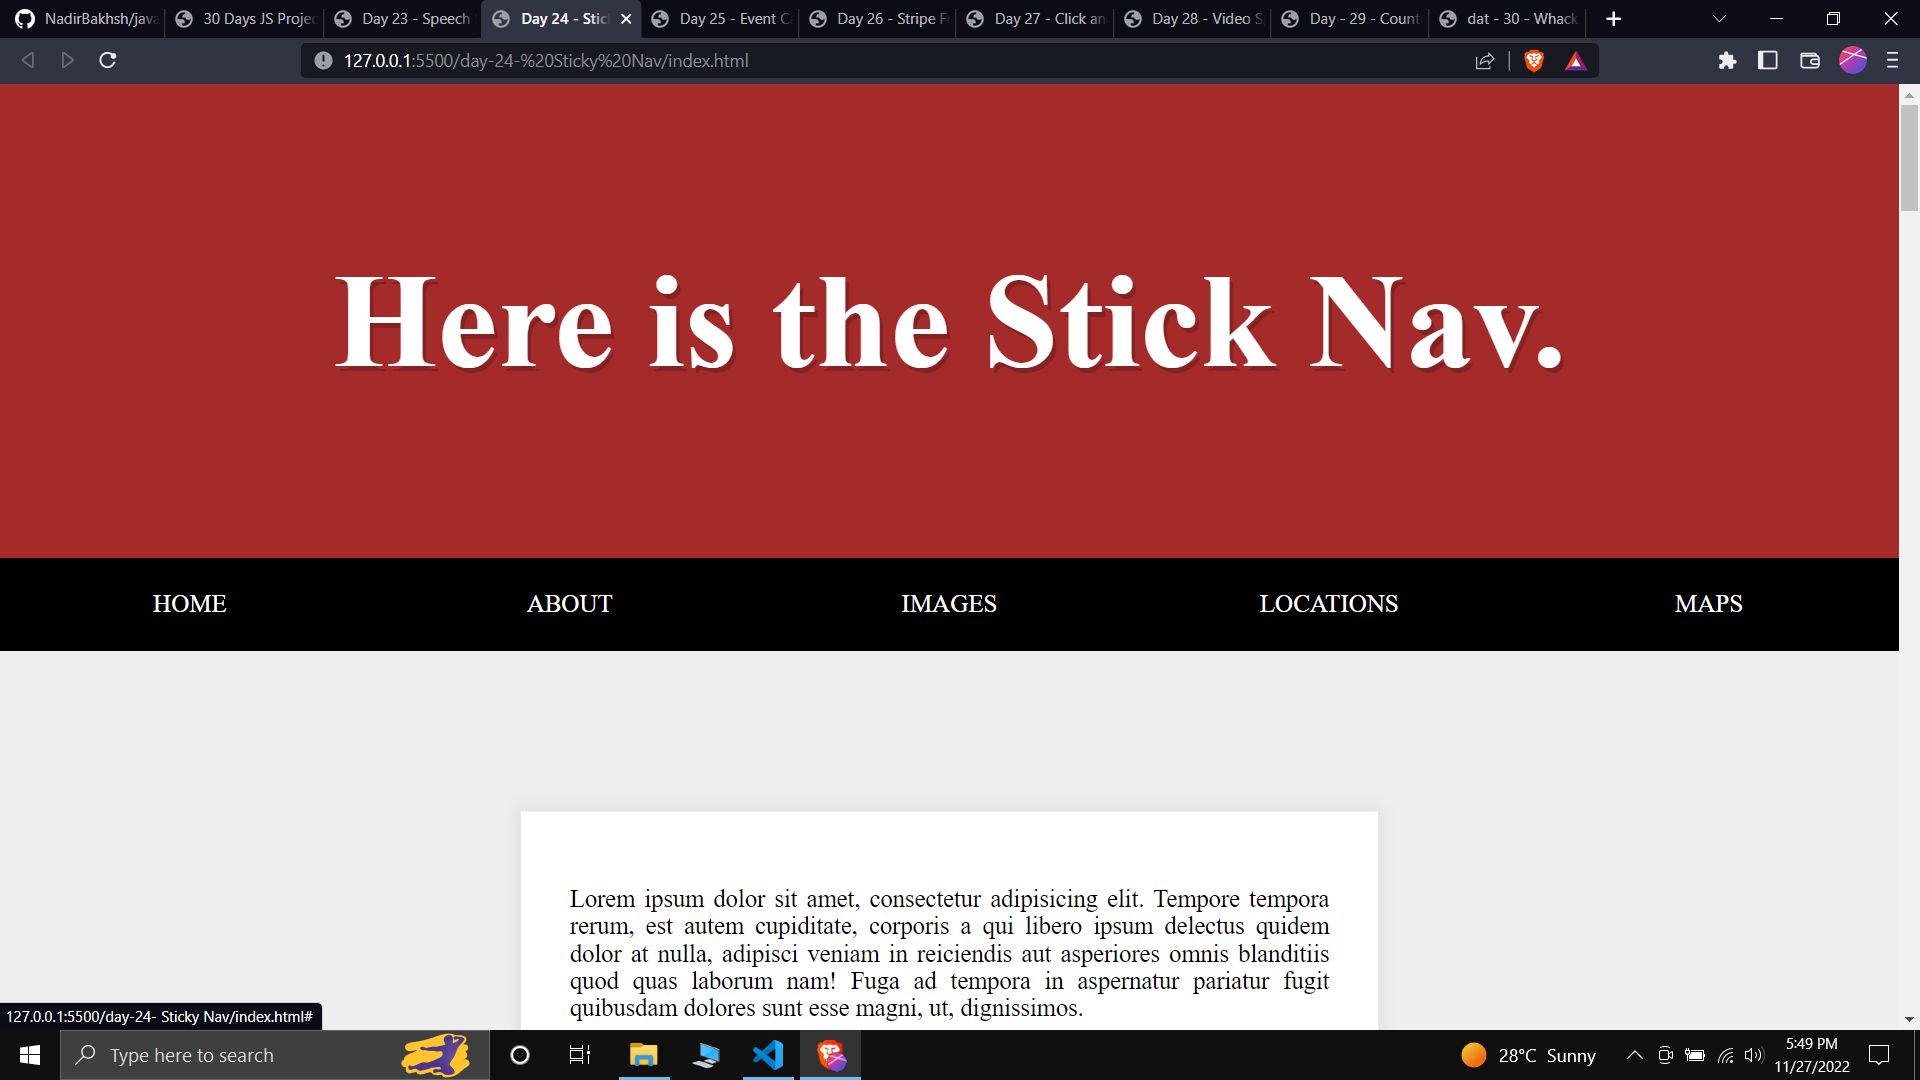 NadirBakhsh/java
30 Days JS Projec
Day 23 - Speech
Day 24 - Stic
Day 25 - Event Ca
Day 26 - Stripe Fo
Day 27 - Click an
Day 28 - Video Sp
Day - 29 - Count
dat - 30 - Whack
127.0.0.1:5500/day-24-%20Sticky%20Nav/index.html
Here is the Stick Nav.
HOME ABOUT IMAGES LOCATIONS MAPS
Lorem ipsum dolor sit amet, consectetur adipisicing elit. Tempore tempora
rerum, est autem cupiditate, corporis a qui libero ipsum delectus quidem
dolor at nulla, adipisci veniam in reiciendis aut asperiores omnis blanditiis
quod quas laborum nam! Fuga ad tempora in aspernatur pariatur fugit
quibusdam dolores sunt esse magni, ut, dignissimos.
127.0.0.1:5500/day-24- Sticky Nav/index.html#
Type here to search
28°C Sunny
5:49 PM
11/27/2022